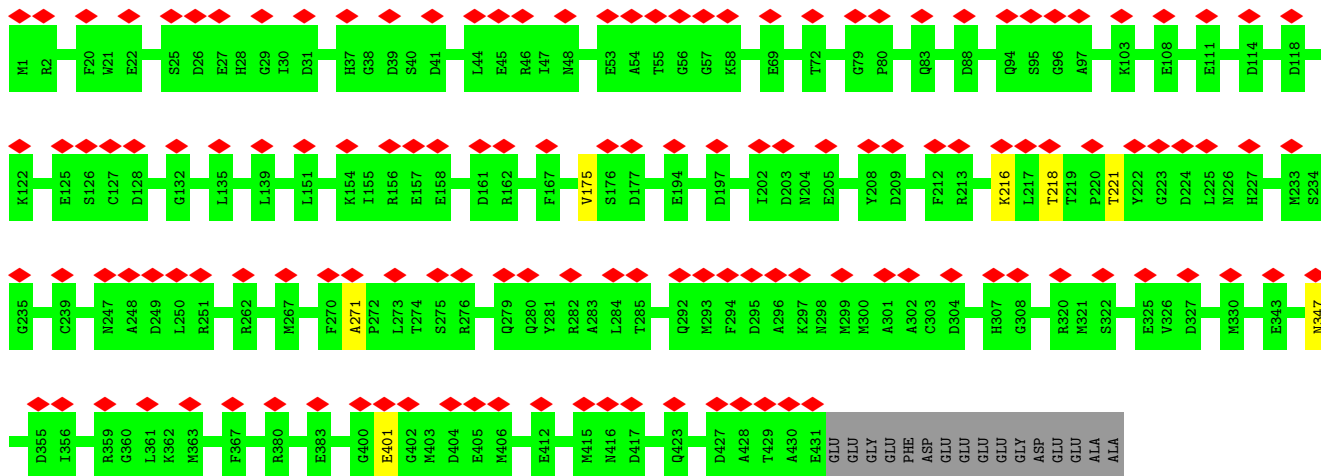 M1 R2 F20 W21 E22 S25 D26 E27 H28 G29 I30 D31 H37 G38 D39 S40 D41 L44 E45 R46 I47 N48 E53 A54 T55 G56 G57 K58 E69 T72 G79 P80 Q83 D88 Q94 S95 G96 A97 K103 E108 E111 D114 D118
K122 E125 S126 C127 D128 G132 L135 L139 L151 K154 I155 R156 E157 E158 D161 R162 F167 V175 S176 D177 E194 D197 I202 D203 N204 E205 Y208 D209 F212 R213 K216 L217 T218 T219 P220 T221 Y222 G223 D224 L225 N226 H227 M233 S234
G235 C239 N247 A248 D249 L250 R251 R262 M267 F270 A271 P272 L273 T274 S275 R276 Q279 Q280 Y281 R282 A283 L284 T285 Q292 M293 F294 D295 A296 K297 N298 M299 M300 A301 A302 C303 D304 H307 G308 R320 M321 S322 E325 V326 D327 M330 E343 N347
D355 I356 R359 G360 L361 K362 M363 F367 R380 E383 G400 E401 G402 M403 D404 E405 M406 E412 M415 N416 D417 Q423 D427 A428 T429 A430 E431 GLU GLU GLY GLU PHE ASP GLU GLU GLU GLU GLY ASP GLU GLU ALA ALA